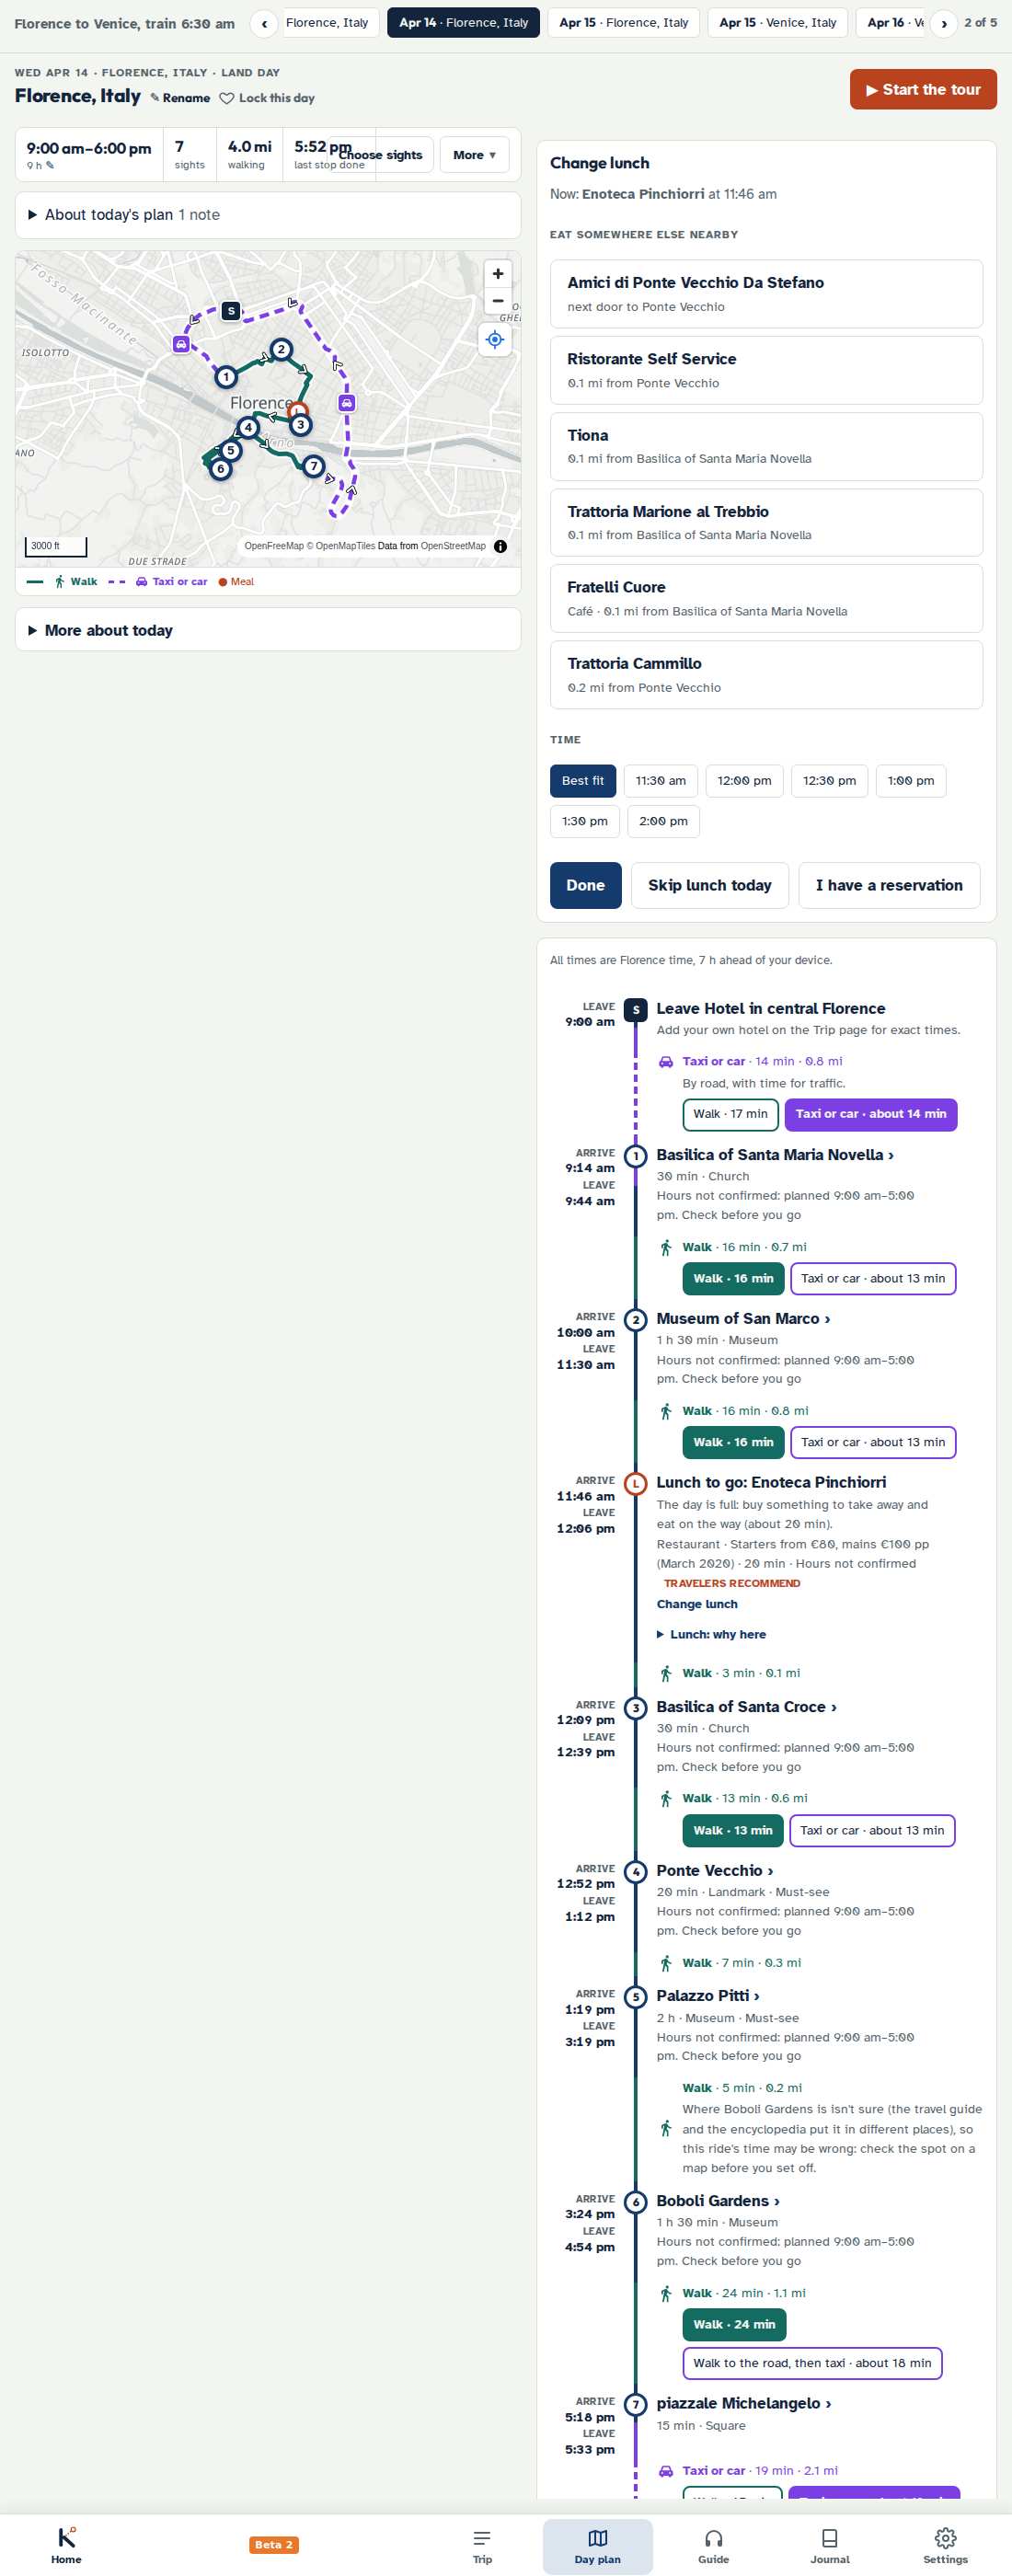 Florence to Venice, train 6:30 am
‹
Florence, Italy
Apr 14 · Florence, Italy
Apr 15 · Florence, Italy
Apr 15 · Venice, Italy
Apr 16 ·
›
2 of 5
WED APR 14 · FLORENCE, ITALY · LAND DAY
Florence, Italy
✎ Rename
Lock this day
▶ Start the tour
9:00 am–6:00 pm
9 h ✎
7
sights
4.0 mi
walking
5:52 pm
last stop done
Choose sights
More ▾
▶ About today's plan 1 note
Fosso Macinante
ISOLOTTO
Florence
DUE STRADE
+
−
S
1
2
3
4
5
6
7
3000 ft
OpenFreeMap © OpenMapTiles Data from OpenStreetMap
Walk
Taxi or car
Meal
▶ More about today
Change lunch
Now: Enoteca Pinchiorri at 11:46 am
EAT SOMEWHERE ELSE NEARBY
Amici di Ponte Vecchio Da Stefano
next door to Ponte Vecchio
Ristorante Self Service
0.1 mi from Ponte Vecchio
Tiona
0.1 mi from Basilica of Santa Maria Novella
Trattoria Marione al Trebbio
0.1 mi from Basilica of Santa Maria Novella
Fratelli Cuore
Café · 0.1 mi from Basilica of Santa Maria Novella
Trattoria Cammillo
0.2 mi from Ponte Vecchio
TIME
Best fit
11:30 am
12:00 pm
12:30 pm
1:00 pm
1:30 pm
2:00 pm
Done
Skip lunch today
I have a reservation
All times are Florence time, 7 h ahead of your device.
LEAVE
9:00 am
S
Leave Hotel in central Florence
Add your own hotel on the Trip page for exact times.
Taxi or car · 14 min · 0.8 mi
By road, with time for traffic.
Walk · 17 min
Taxi or car · about 14 min
ARRIVE
9:14 am
LEAVE
9:44 am
1
Basilica of Santa Maria Novella ›
30 min · Church
Hours not confirmed: planned 9:00 am–5:00
pm. Check before you go
Walk · 16 min · 0.7 mi
Walk · 16 min
Taxi or car · about 13 min
ARRIVE
10:00 am
LEAVE
11:30 am
2
Museum of San Marco ›
1 h 30 min · Museum
Hours not confirmed: planned 9:00 am–5:00
pm. Check before you go
Walk · 16 min · 0.8 mi
Walk · 16 min
Taxi or car · about 13 min
ARRIVE
11:46 am
LEAVE
12:06 pm
L
Lunch to go: Enoteca Pinchiorri
The day is full: buy something to take away and
eat on the way (about 20 min).
Restaurant · Starters from €80, mains €100 pp
(March 2020) · 20 min · Hours not confirmed
TRAVELERS RECOMMEND
Change lunch
▶ Lunch: why here
Walk · 3 min · 0.1 mi
ARRIVE
12:09 pm
LEAVE
12:39 pm
3
Basilica of Santa Croce ›
30 min · Church
Hours not confirmed: planned 9:00 am–5:00
pm. Check before you go
Walk · 13 min · 0.6 mi
Walk · 13 min
Taxi or car · about 13 min
ARRIVE
12:52 pm
LEAVE
1:12 pm
4
Ponte Vecchio ›
20 min · Landmark · Must-see
Hours not confirmed: planned 9:00 am–5:00
pm. Check before you go
Walk · 7 min · 0.3 mi
ARRIVE
1:19 pm
LEAVE
3:19 pm
5
Palazzo Pitti ›
2 h · Museum · Must-see
Hours not confirmed: planned 9:00 am–5:00
pm. Check before you go
Walk · 5 min · 0.2 mi
Where Boboli Gardens is isn't sure (the travel guide
and the encyclopedia put it in different places), so
this ride's time may be wrong: check the spot on a
map before you set off.
ARRIVE
3:24 pm
LEAVE
4:54 pm
6
Boboli Gardens ›
1 h 30 min · Museum
Hours not confirmed: planned 9:00 am–5:00
pm. Check before you go
Walk · 24 min · 1.1 mi
Walk · 24 min
Walk to the road, then taxi · about 18 min
ARRIVE
5:18 pm
LEAVE
5:33 pm
7
piazzale Michelangelo ›
15 min · Square
Taxi or car · 19 min · 2.1 mi
Home
Beta 2
Trip
Day plan
Guide
Journal
Settings